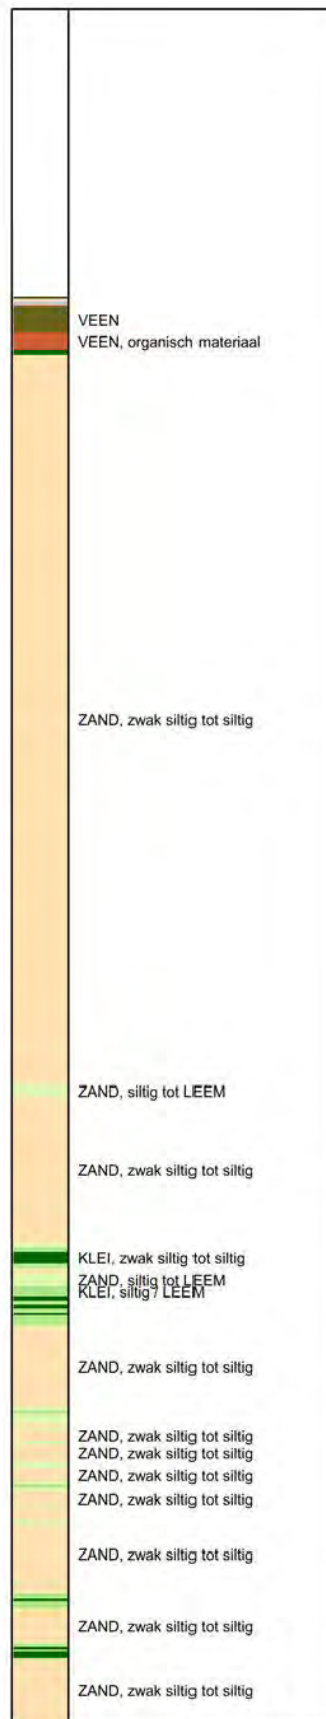 VEEN
VEEN, organisch materiaal
ZAND, zwak siltig tot siltig
ZAND, siltig tot LEEM
ZAND, zwak siltig tot siltig
KLEI, zwak siltig tot siltig
ZAND, siltig tot LEEM
KLEI, siltig / LEEM
ZAND, zwak siltig tot siltig
ZAND, zwak siltig tot siltig
ZAND, zwak siltig tot siltig
ZAND, zwak siltig tot siltig
ZAND, zwak siltig tot siltig
ZAND, zwak siltig tot siltig
ZAND, zwak siltig tot siltig
ZAND, zwak siltig tot siltig